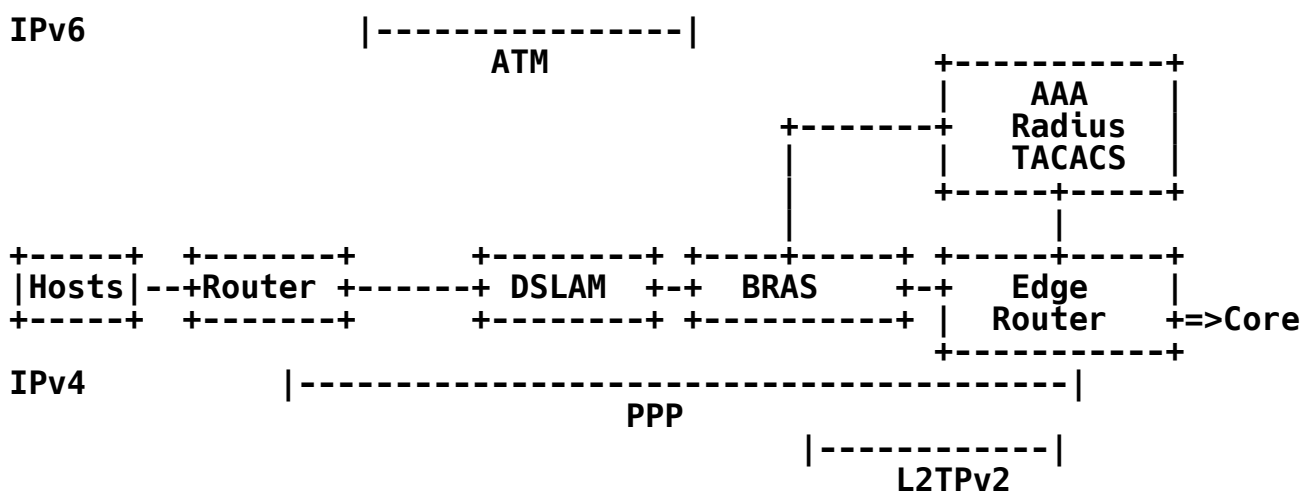 IPv6 |----------------|
ATM +-----------+
| AAA |
+-------+ Radius |
| | TACACS |
| +-----+-----+
| |
+-----+ +-------+ +--------+ +----+-----+ +-----+-----+
|Hosts|--+Router +------+ DSLAM +-+ BRAS +-+ Edge |
+-----+ +-------+ +--------+ +----------+ | Router +=>Core
+-----------+
IPv4 |----------------------------------------|
PPP
|------------|
L2TPv2